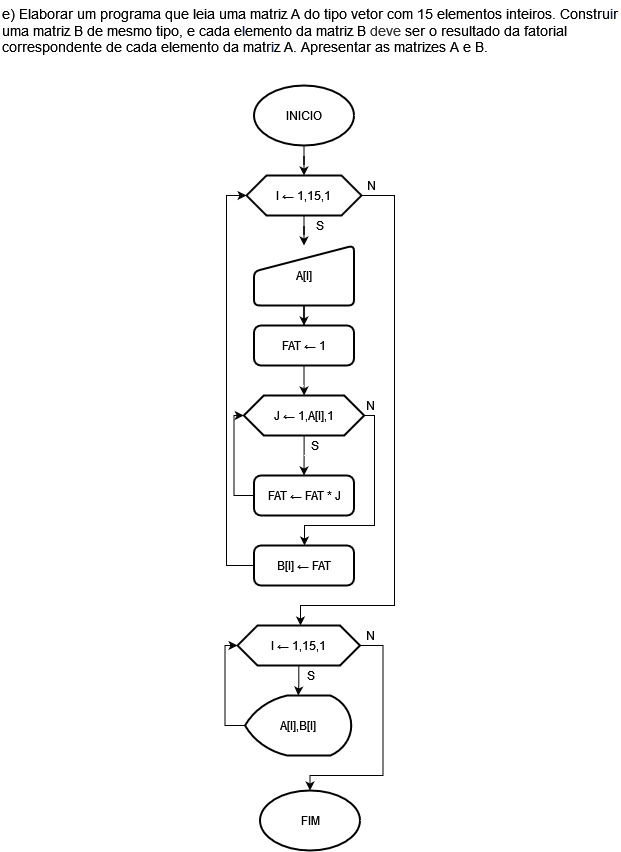 e) Elaborar um programa que leia uma matriz A do tipo vetor com 15 elementos inteiros. Construir
uma matriz B de mesmo tipo, e cada elemento da matriz B deve ser o resultado da fatorial
correspondente de cada elemento da matriz A. Apresentar as matrizes A e B.
INICIO
I ← 1,15,1
N
S
A[I]
FAT ← 1
J ← 1,A[I],1
N
S
FAT ← FAT * J
B[I] ← FAT
I ← 1,15,1
N
S
A[I],B[I]
FIM